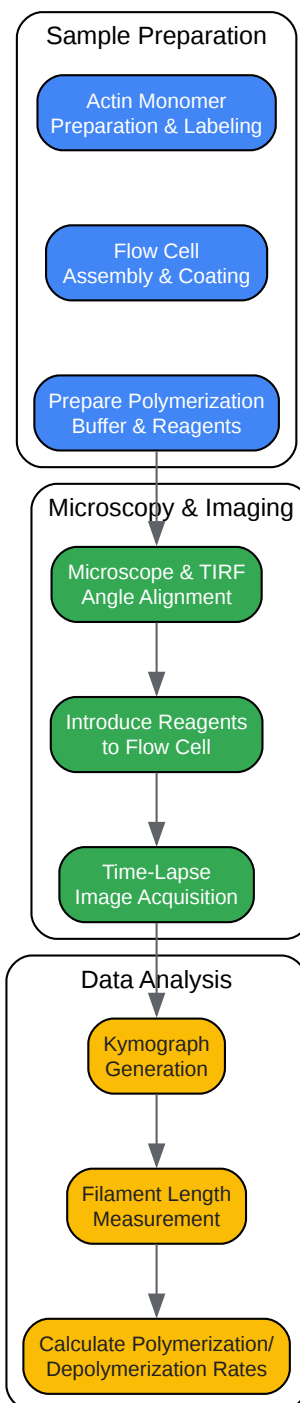 Sample Preparation
Actin Monomer
Preparation & Labeling
Flow Cell
Assembly & Coating
Prepare Polymerization
Buffer & Reagents
Microscopy & Imaging
Microscope & TIRF
Angle Alignment
Introduce Reagents
to Flow Cell
Time-Lapse
Image Acquisition
Data Analysis
Kymograph
Generation
Filament Length
Measurement
Calculate Polymerization/
Depolymerization Rates